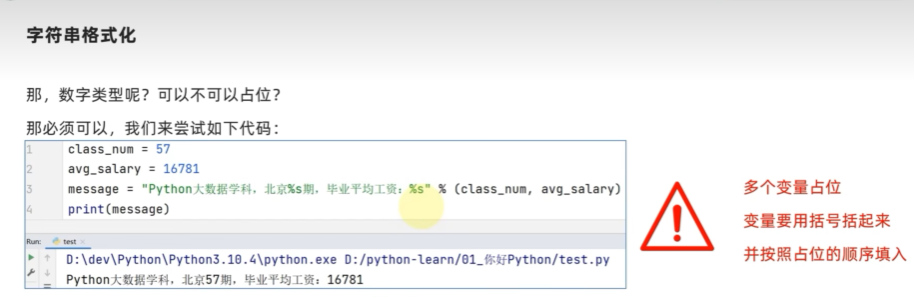 字符串格式化
那，数字类型呢？可以不可以占位？
那必须可以，我们来尝试如下代码：
1 class_num = 57
2 avg_salary = 16781
3 message = "Python大数据学科，北京%s期，毕业平均工资：%s" % (class_num, avg_salary)
4 print(message)
多个变量占位
变量要用括号括起来
并按照占位的顺序填入
Run: test
D:\dev\Python\Python3.10.4\python.exe D:/python-learn/01_你好Python/test.py
Python大数据学科，北京57期，毕业平均工资：16781